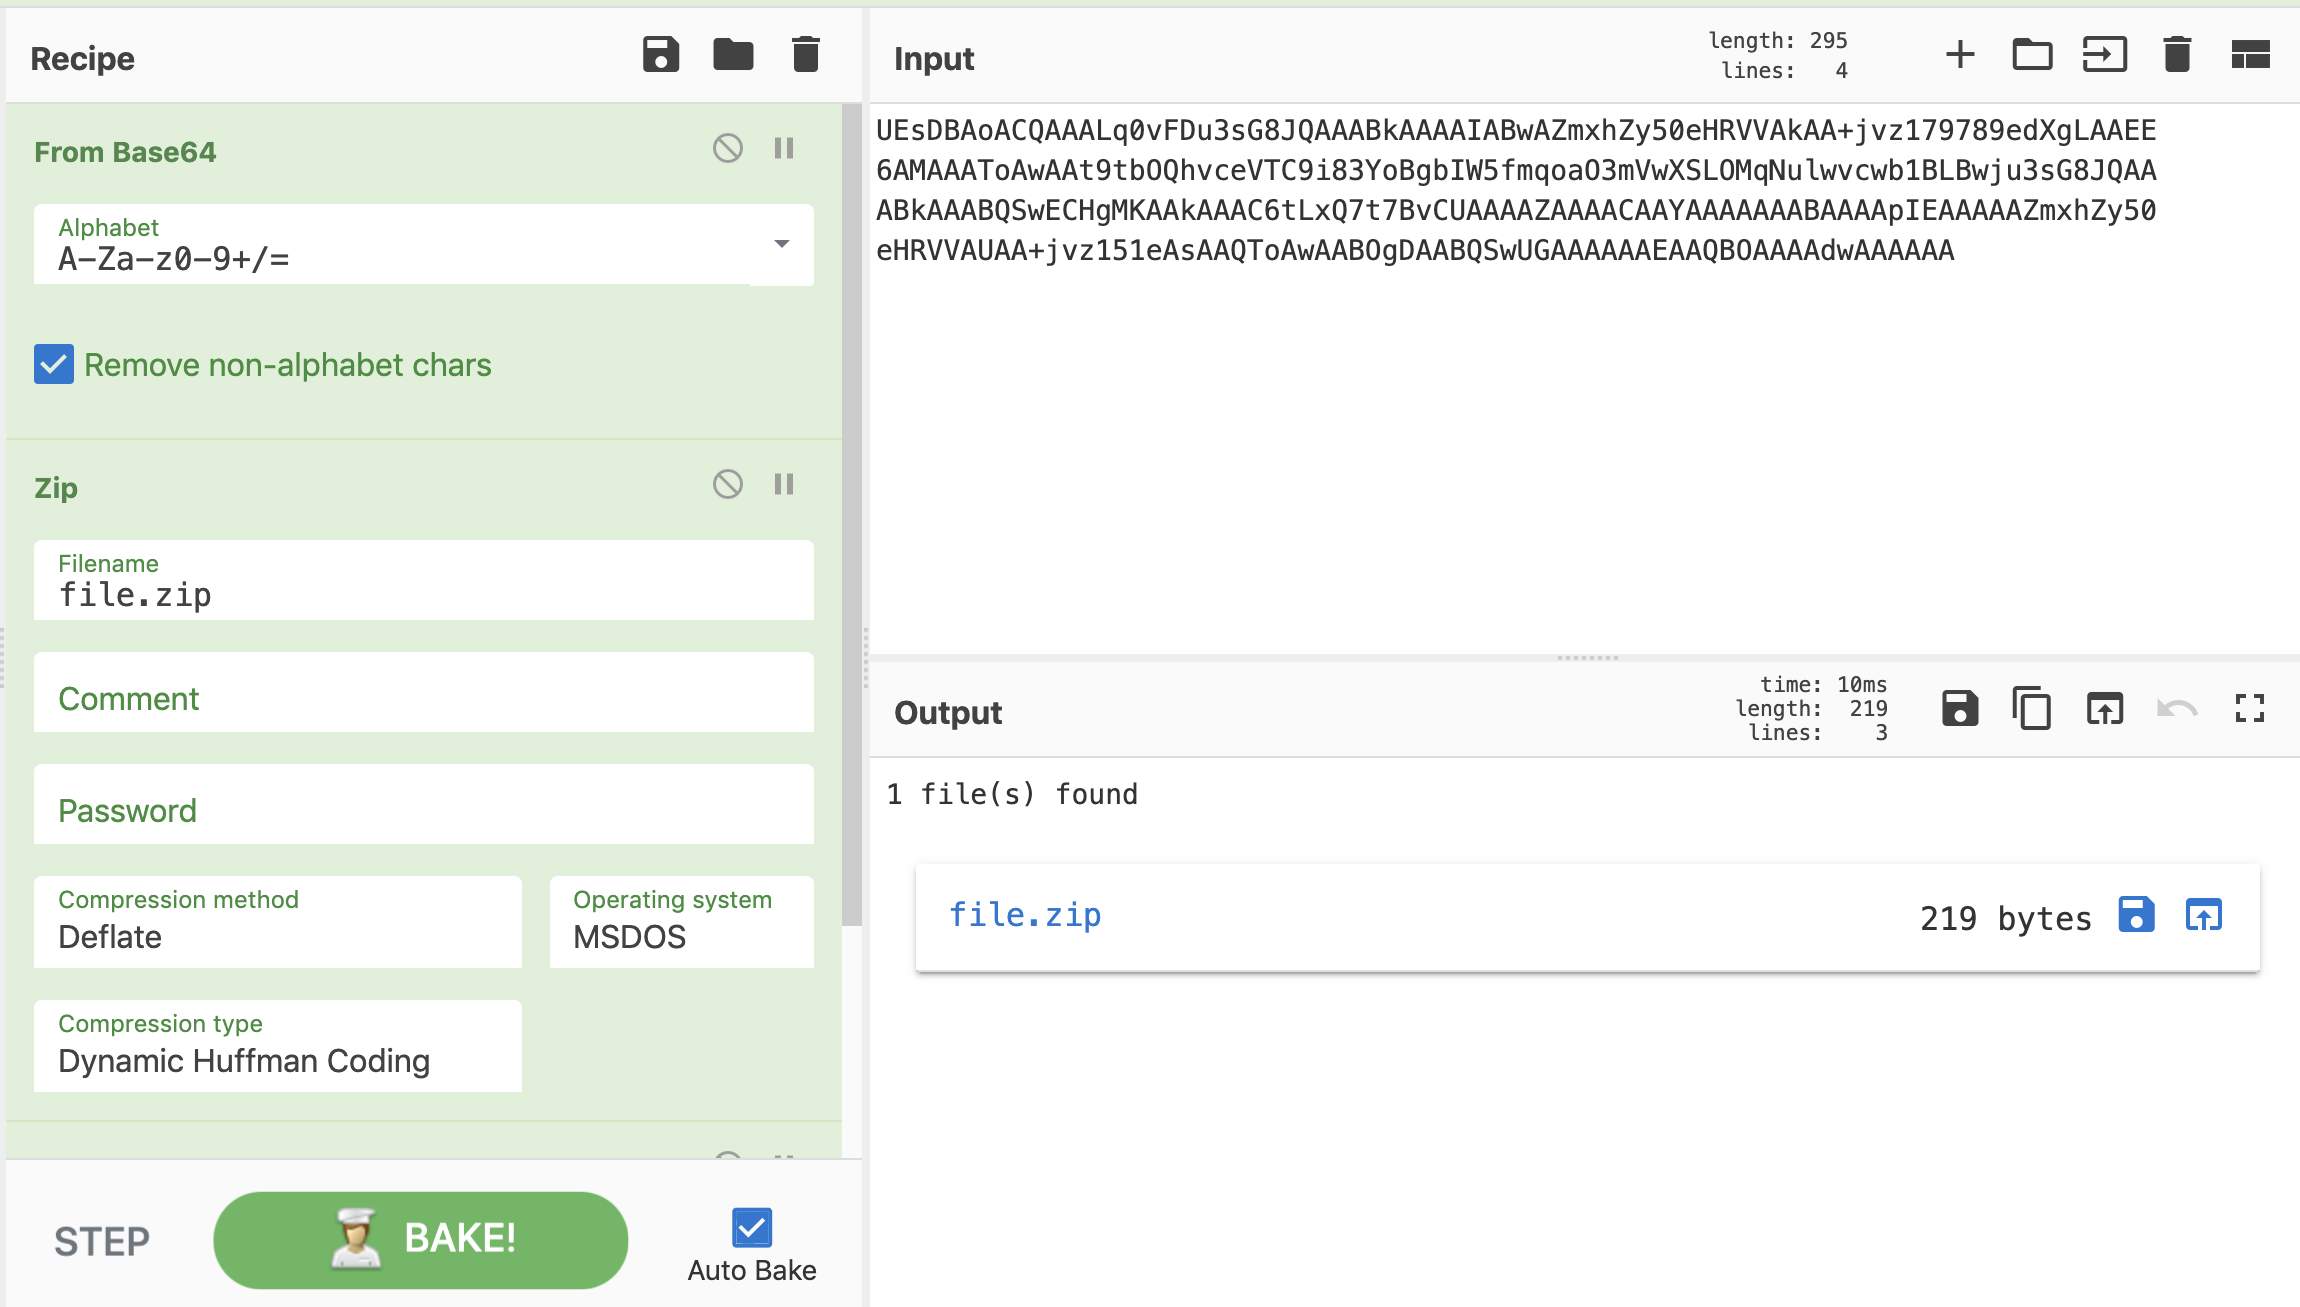 Recipe
From Base64
Alphabet
A-Za-z0-9+/=
Remove non-alphabet chars
Zip
Filename
file.zip
Comment
Password
Compression method
Deflate
Operating system
MSDOS
Compression type
Dynamic Huffman Coding
STEP
BAKE!
Auto Bake
Input
length: 295
lines: 4
UEsDBAoACQAAALq0vFDu3sG8JQAAABkAAAAIABwAZmxhZy50eHRVVAkAA+jvz179789edXgLAAEE
6AMAAAToAwAAt9tbOQhvceVTC9i83YoBgbIW5fmqoaO3mVwXSLOMqNulwvcwb1BLBwju3sG8JQAA
ABkAAABQSwECHgMKAAkAAAC6tLxQ7t7BvCUAAAAZAAAACAAYAAAAAAABAAAApIEAAAAAZmxhZy50
eHRVVAUAA+jvz151eAsAAQToAwAABOgDAABQSwUGAAAAAAEAAQBOAAAAdwAAAAAA
Output
time: 10ms
length: 219
lines: 3
1 file(s) found
file.zip
219 bytes